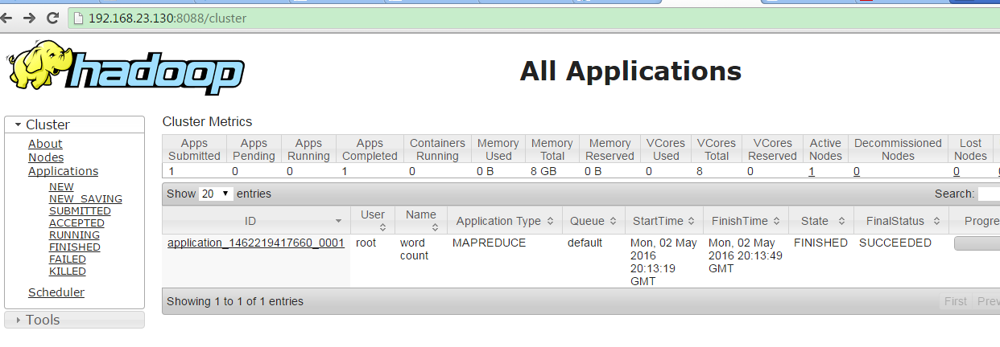 192.168.23.130:8088/cluster
hadoop
All Applications
Cluster
About
Nodes
Applications
NEW
NEW_SAVING
SUBMITTED
ACCEPTED
RUNNING
FINISHED
FAILED
KILLED
Scheduler
Tools
Cluster Metrics
Apps Submitted Apps Pending Apps Running Apps Completed Containers Running Memory Used Memory Total Memory Reserved VCores Used VCores Total VCores Reserved Active Nodes Decommissioned Nodes Lost Nodes
1 0 0 1 0 0 B 8 GB 0 B 0 8 0 1 0 0
Show 20 entries Search:
ID User Name Application Type Queue StartTime FinishTime State FinalStatus Progre
application_1462219417660_0001 root word count MAPREDUCE default Mon, 02 May 2016 20:13:19 GMT Mon, 02 May 2016 20:13:49 GMT FINISHED SUCCEEDED
Showing 1 to 1 of 1 entries First Prev